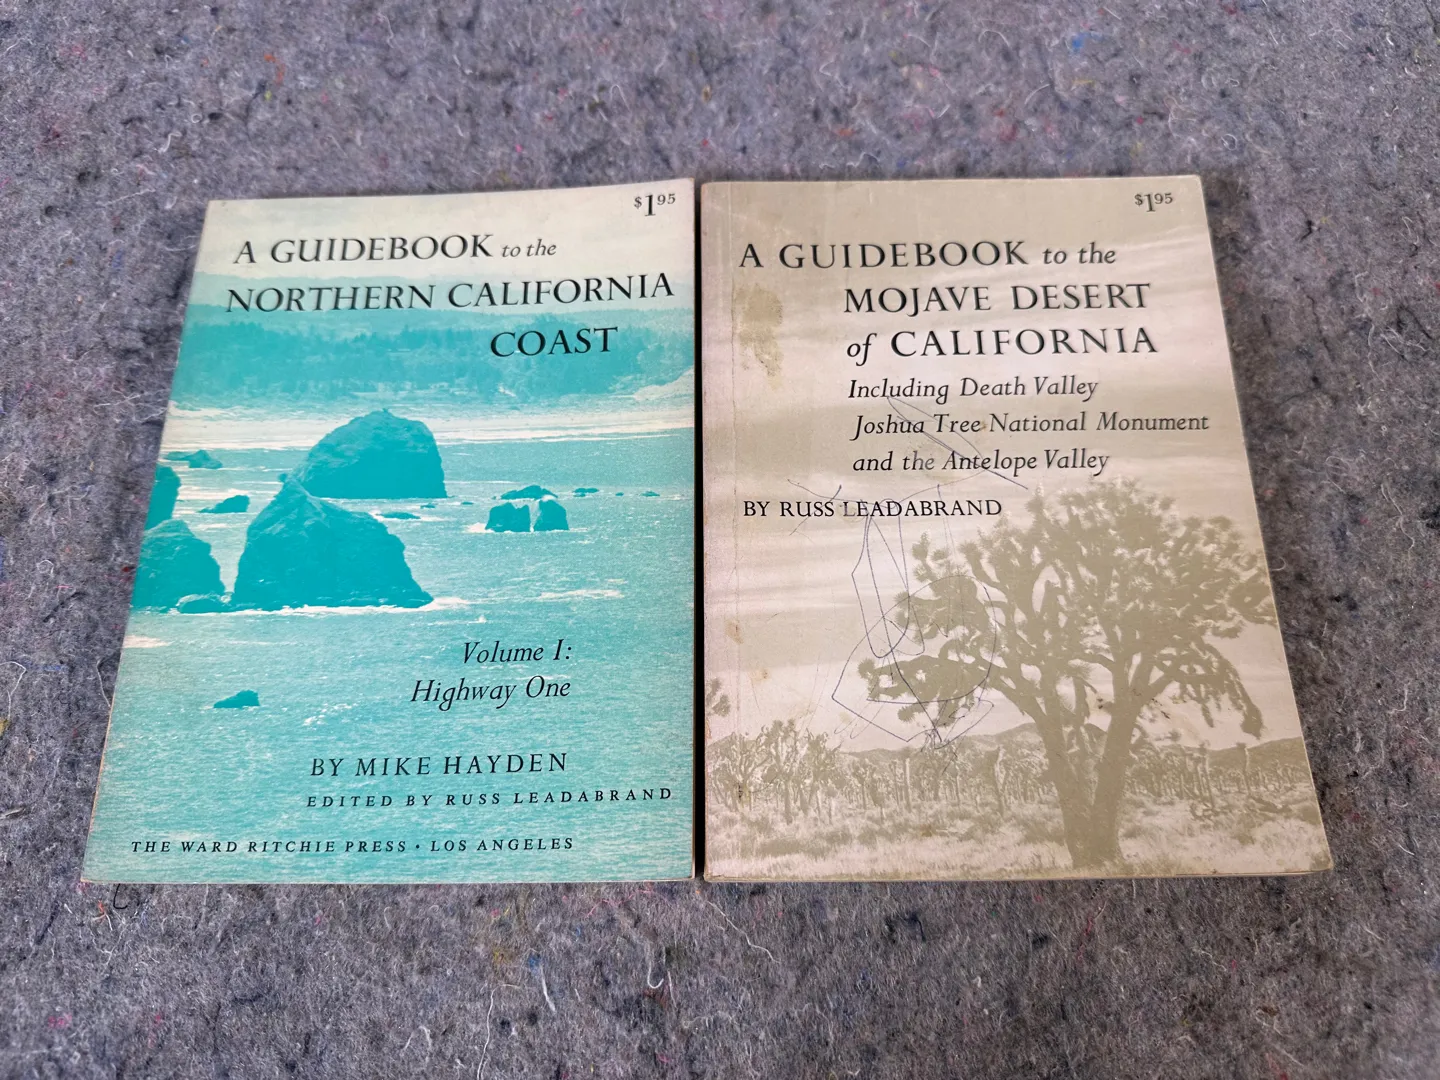 $1.95
A GUIDEBOOK to the
NORTHERN CALIFORNIA
COAST
Volume I:
Highway One
BY MIKE HAYDEN
EDITED BY RUSS LEADABRAND
THE WARD RITCHIE PRESS · LOS ANGELES
$1.95
A GUIDEBOOK to the
MOJAVE DESERT
of CALIFORNIA
Including Death Valley
Joshua Tree National Monument
and the Antelope Valley
BY RUSS LEADABRAND